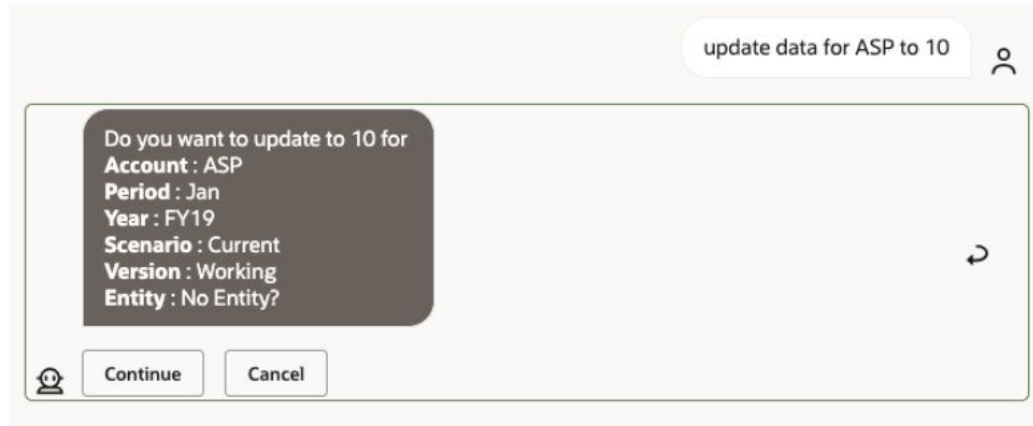 update data for ASP to 10
Do you want to update to 10 for
Account : ASP
Period : Jan
Year : FY19
Scenario : Current
Version : Working
Entity : No Entity?
Continue
Cancel